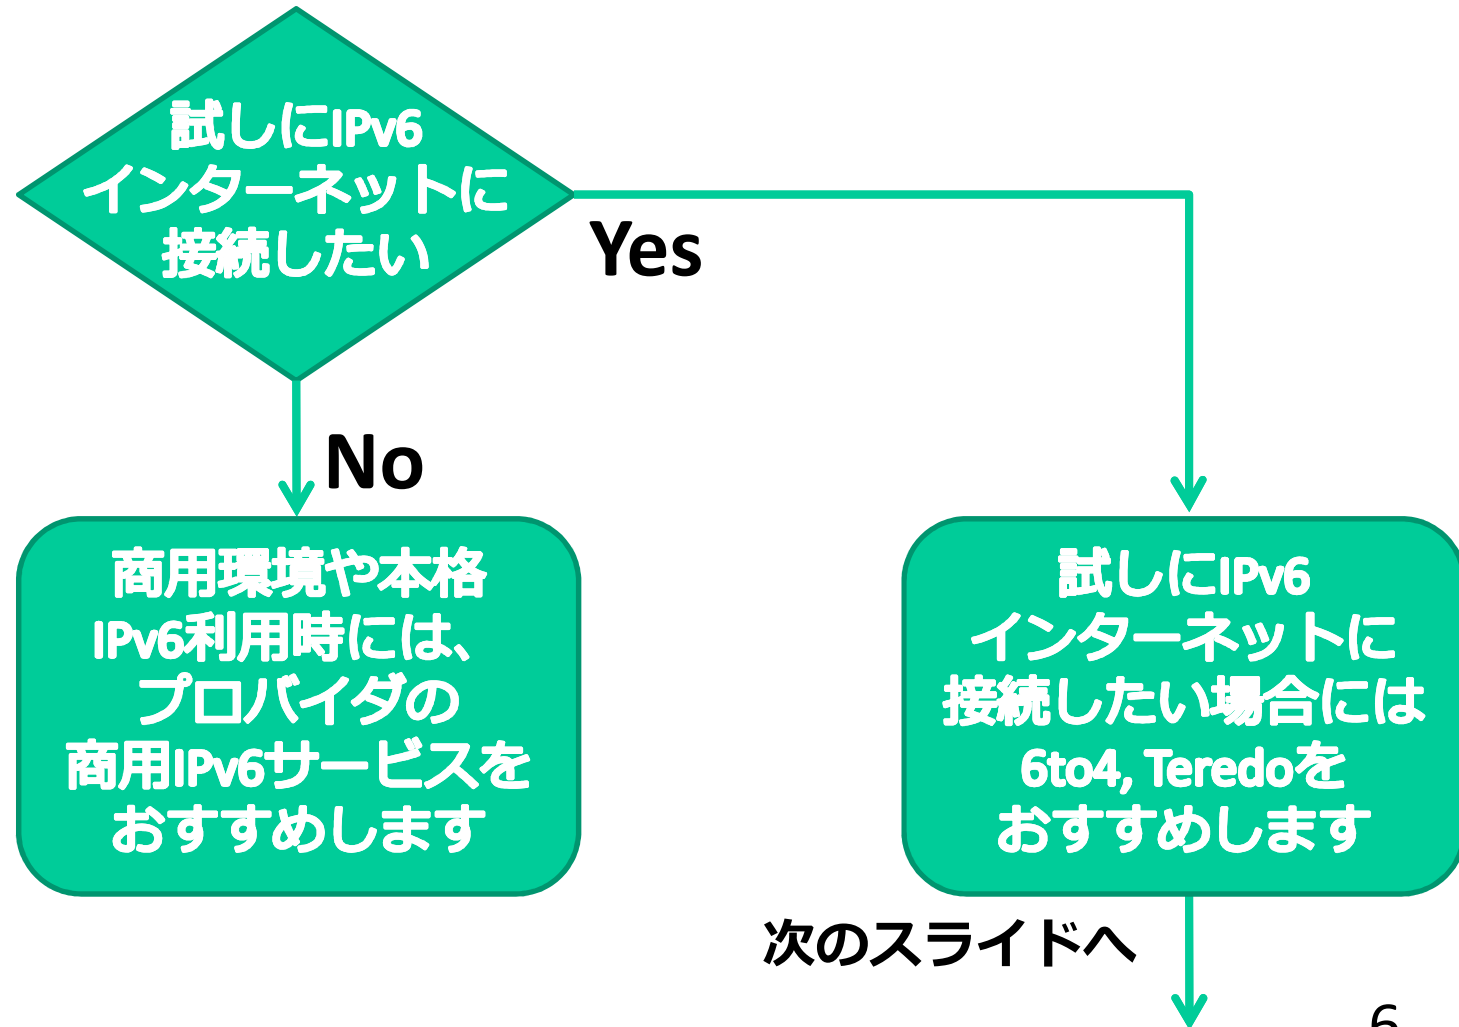 試しにIPv6
インターネットに
接続したい
Yes
No
商用環境や本格
IPv6利用時には、
プロバイダの
商用IPv6サービスを
おすすめします
試しにIPv6
インターネットに
接続したい場合には
6to4, Teredoを
おすすめします
次のスライドへ
6